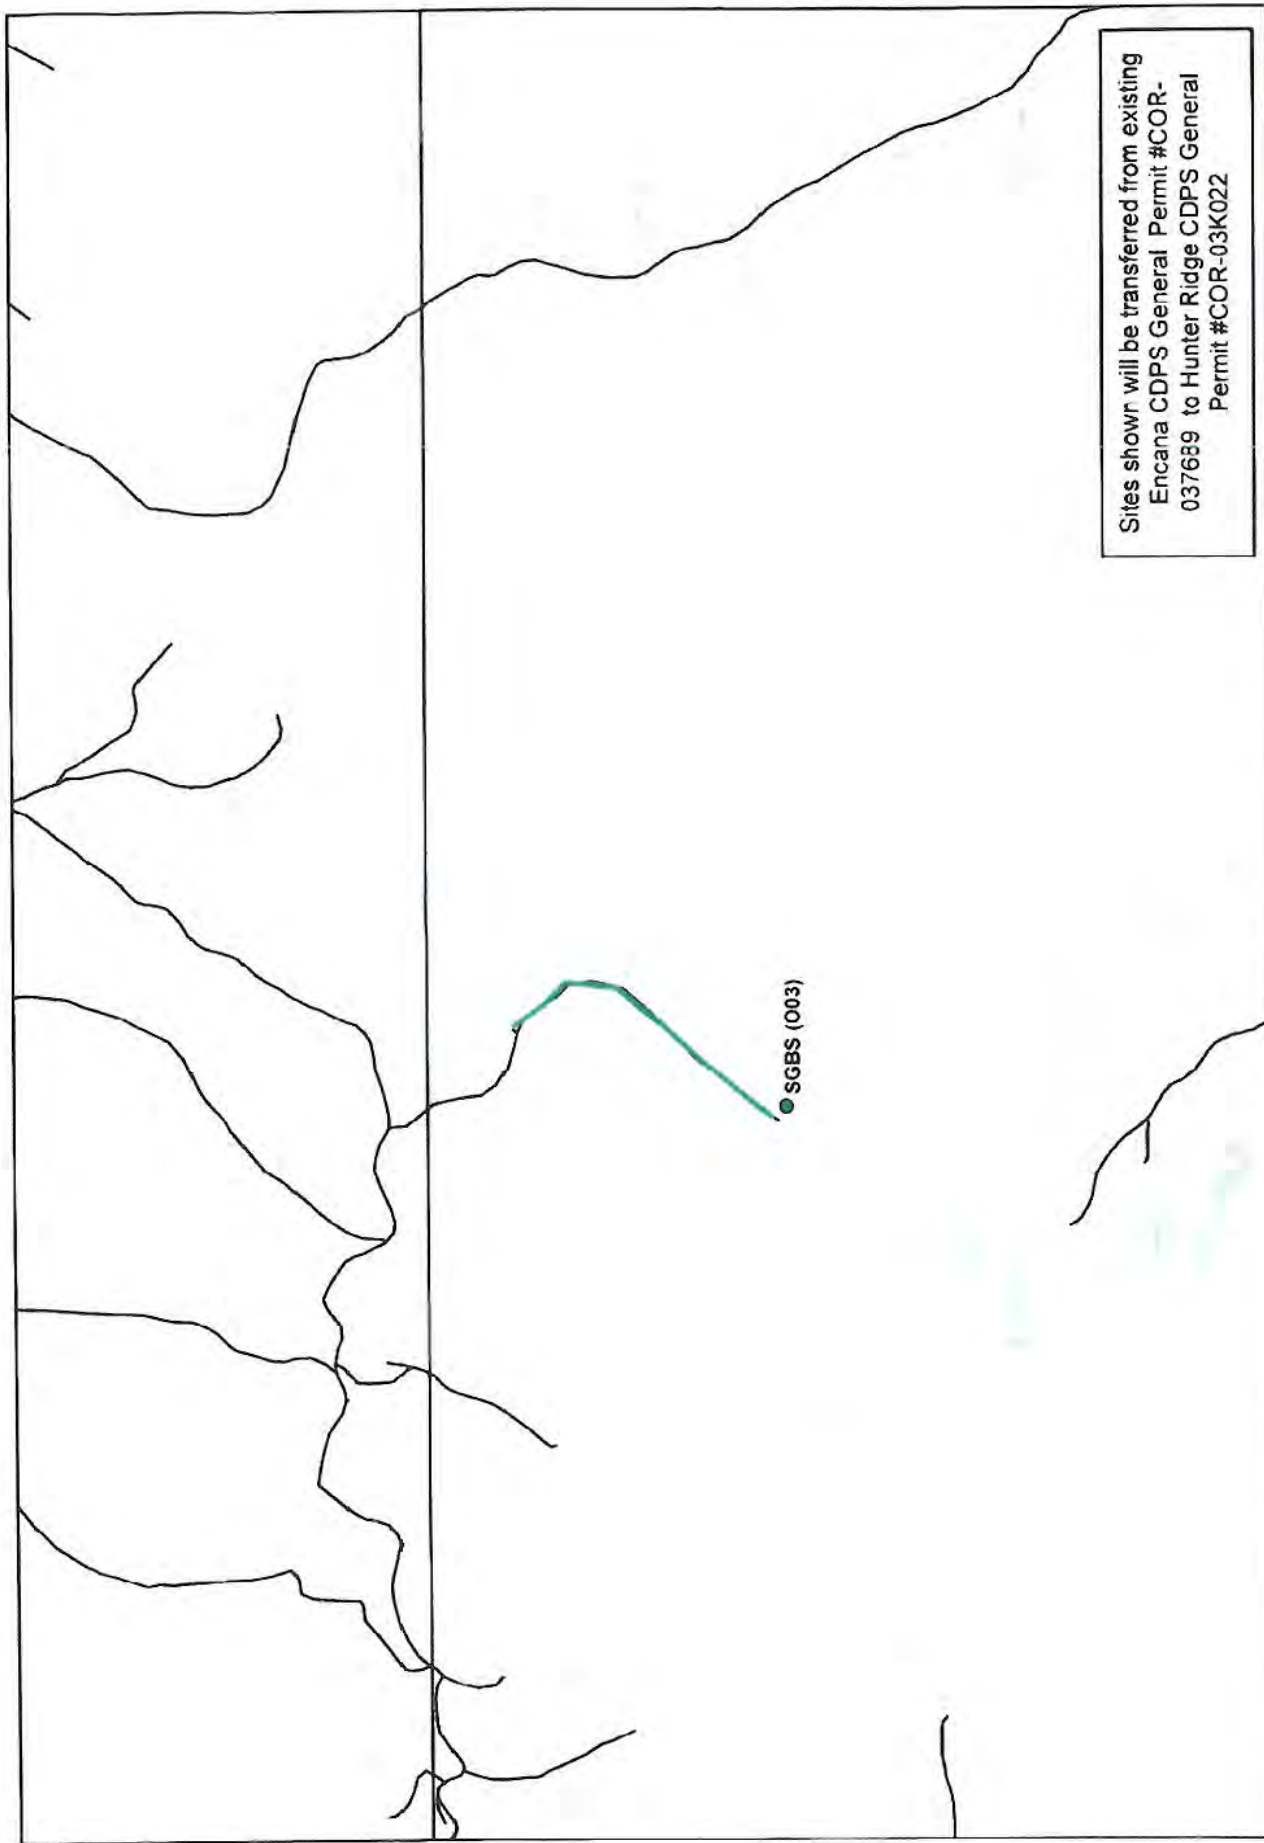 Sites shown will be transferred from existing
Encana CDPS General Permit #COR-
037689 to Hunter Ridge CDPS General
Permit #COR-03K022
SGBS (O03)